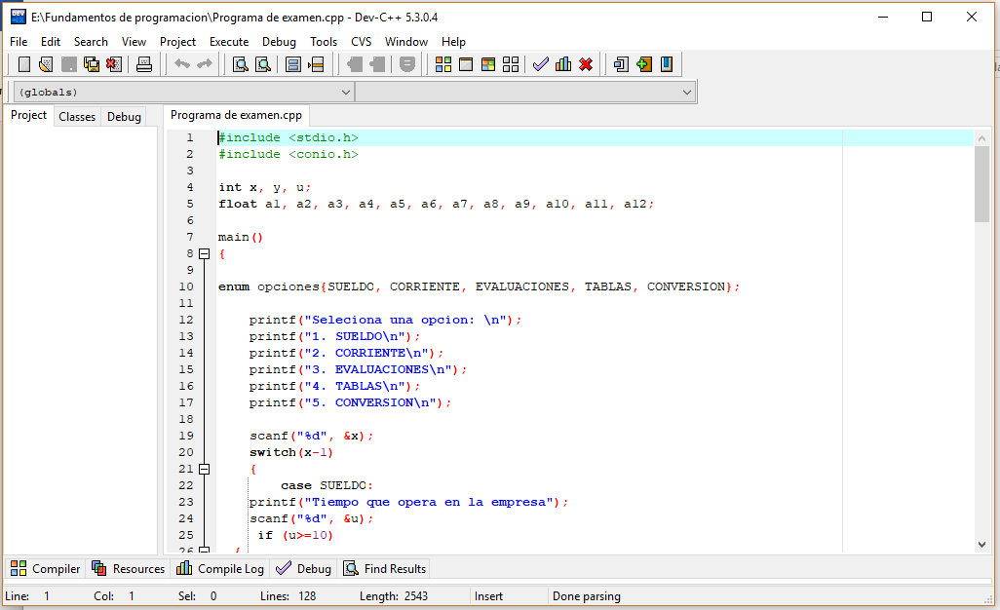 E:\Fundamentos de programacion\Programa de examen.cpp - Dev-C++ 5.3.0.4
File Edit Search View Project Execute Debug Tools CVS Window Help
(globals)
Project Classes Debug
Programa de examen.cpp
1 #include <stdio.h>
2 #include <conio.h>
3
4 int x, y, u;
5 float a1, a2, a3, a4, a5, a6, a7, a8, a9, a10, a11, a12;
6
7 main()
8 {
9
10 enum opciones{SUELDO, CORRIENTE, EVALUACIONES, TABLAS, CONVERSION};
11
12 printf("Seleciona una opcion: \n");
13 printf("1. SUELDO\n");
14 printf("2. CORRIENTE\n");
15 printf("3. EVALUACIONES\n");
16 printf("4. TABLAS\n");
17 printf("5. CONVERSION\n");
18
19 scanf("%d", &x);
20 switch(x-1)
21 {
22 case SUELDO:
23 printf("Tiempo que opera en la empresa");
24 scanf("%d", &u);
25 if (u>=10)
26 {
Compiler Resources Compile Log Debug Find Results
Line: 1 Col: 1 Sel: 0 Lines: 128 Length: 2543 Insert Done parsing